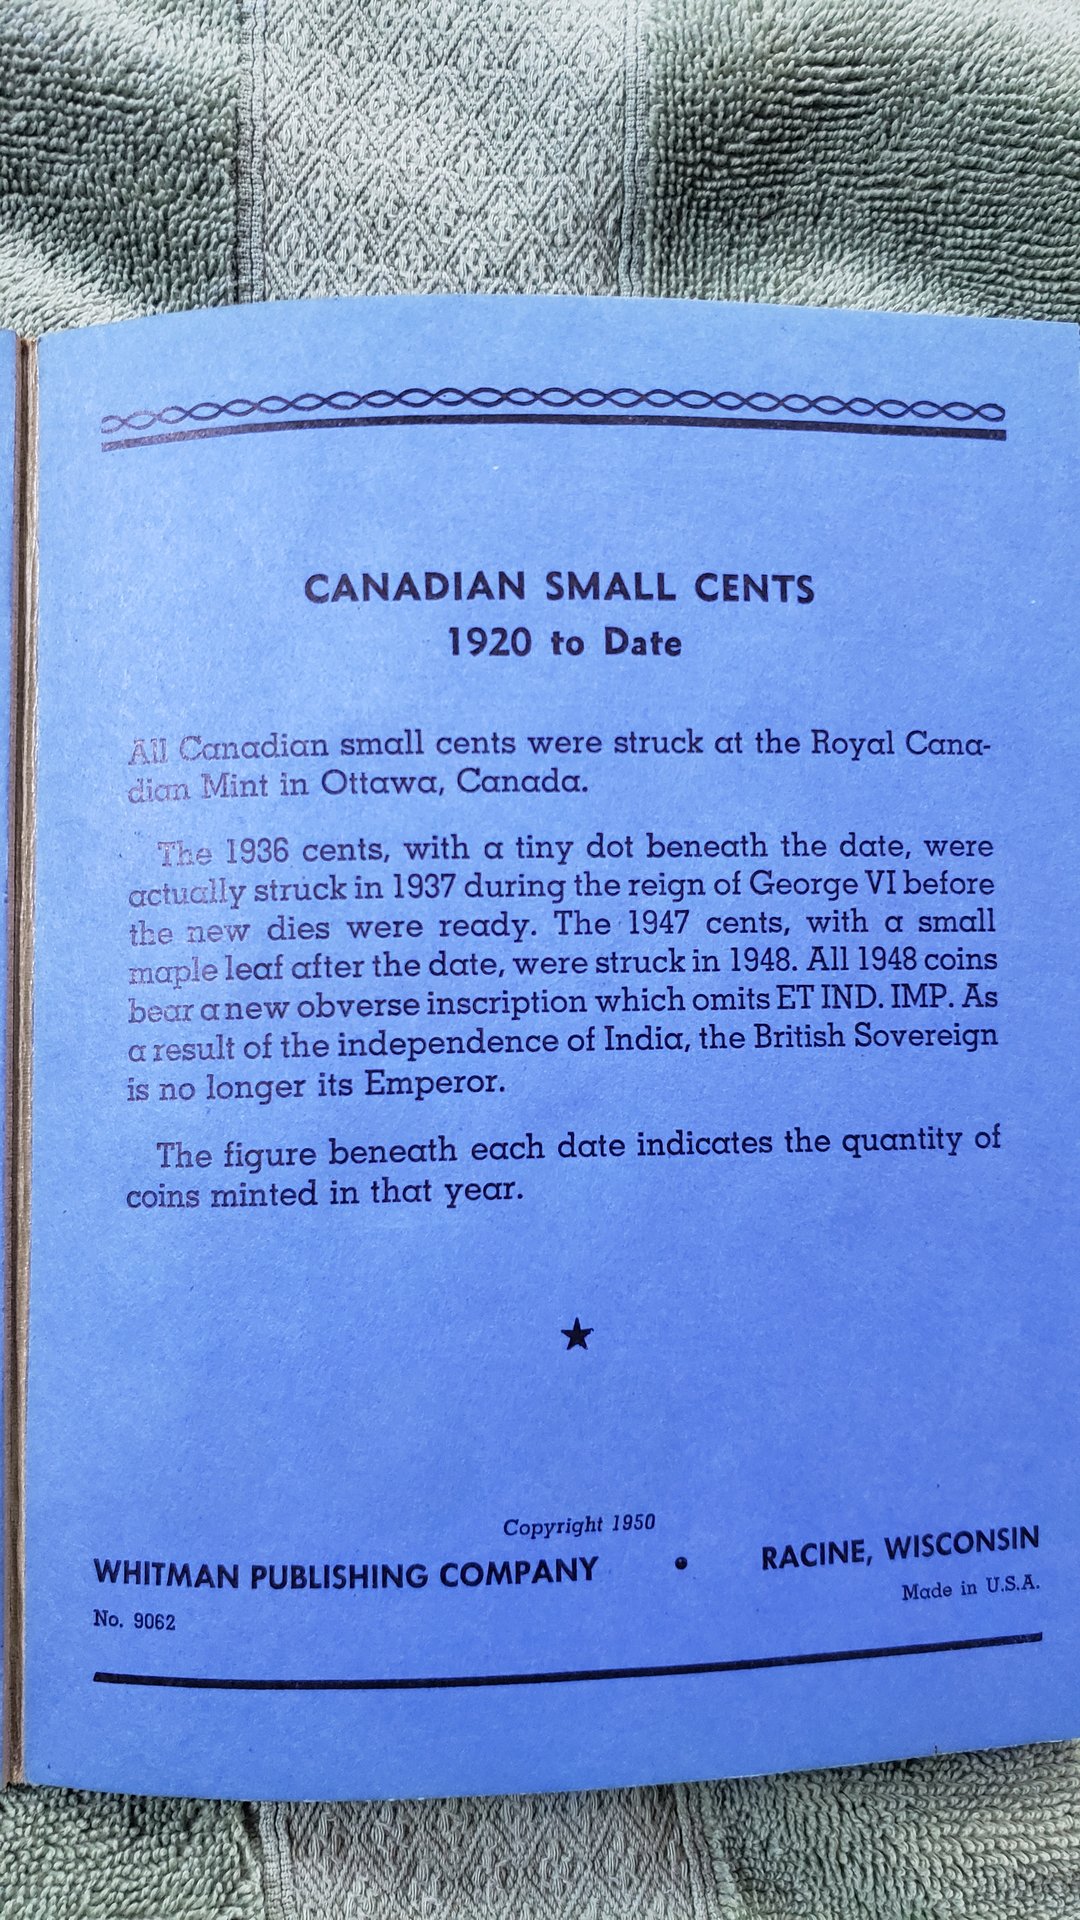 CANADIAN SMALL CENTS
1920 to Date
All Canadian small cents were struck at the Royal Cana-
dian Mint in Ottawa, Canada.
The 1936 cents, with a tiny dot beneath the date, were
actually struck in 1937 during the reign of George VI before
the new dies were ready. The 1947 cents, with a small
maple leaf after the date, were struck in 1948. All 1948 coins
bear a new obverse inscription which omits ET IND. IMP. As
a result of the independence of India, the British Sovereign
is no longer its Emperor.
The figure beneath each date indicates the quantity of
coins minted in that year.
Copyright 1950
WHITMAN PUBLISHING COMPANY • RACINE, WISCONSIN
No. 9062 Made in U.S.A.